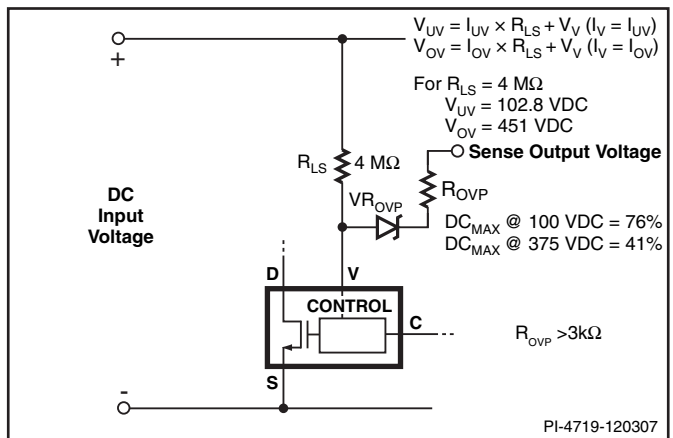 V_UV = I_UV × R_LS + V_V (I_V = I_UV)
V_OV = I_OV × R_LS + V_V (I_V = I_OV)
+
For R_LS = 4 MΩ
V_UV = 102.8 VDC
V_OV = 451 VDC
Sense Output Voltage
R_LS 4 MΩ
R_OVP
VR_OVP
DC
Input
Voltage
DC_MAX @ 100 VDC = 76%
DC_MAX @ 375 VDC = 41%
D V
CONTROL
C
R_OVP >3kΩ
S
-
PI-4719-120307